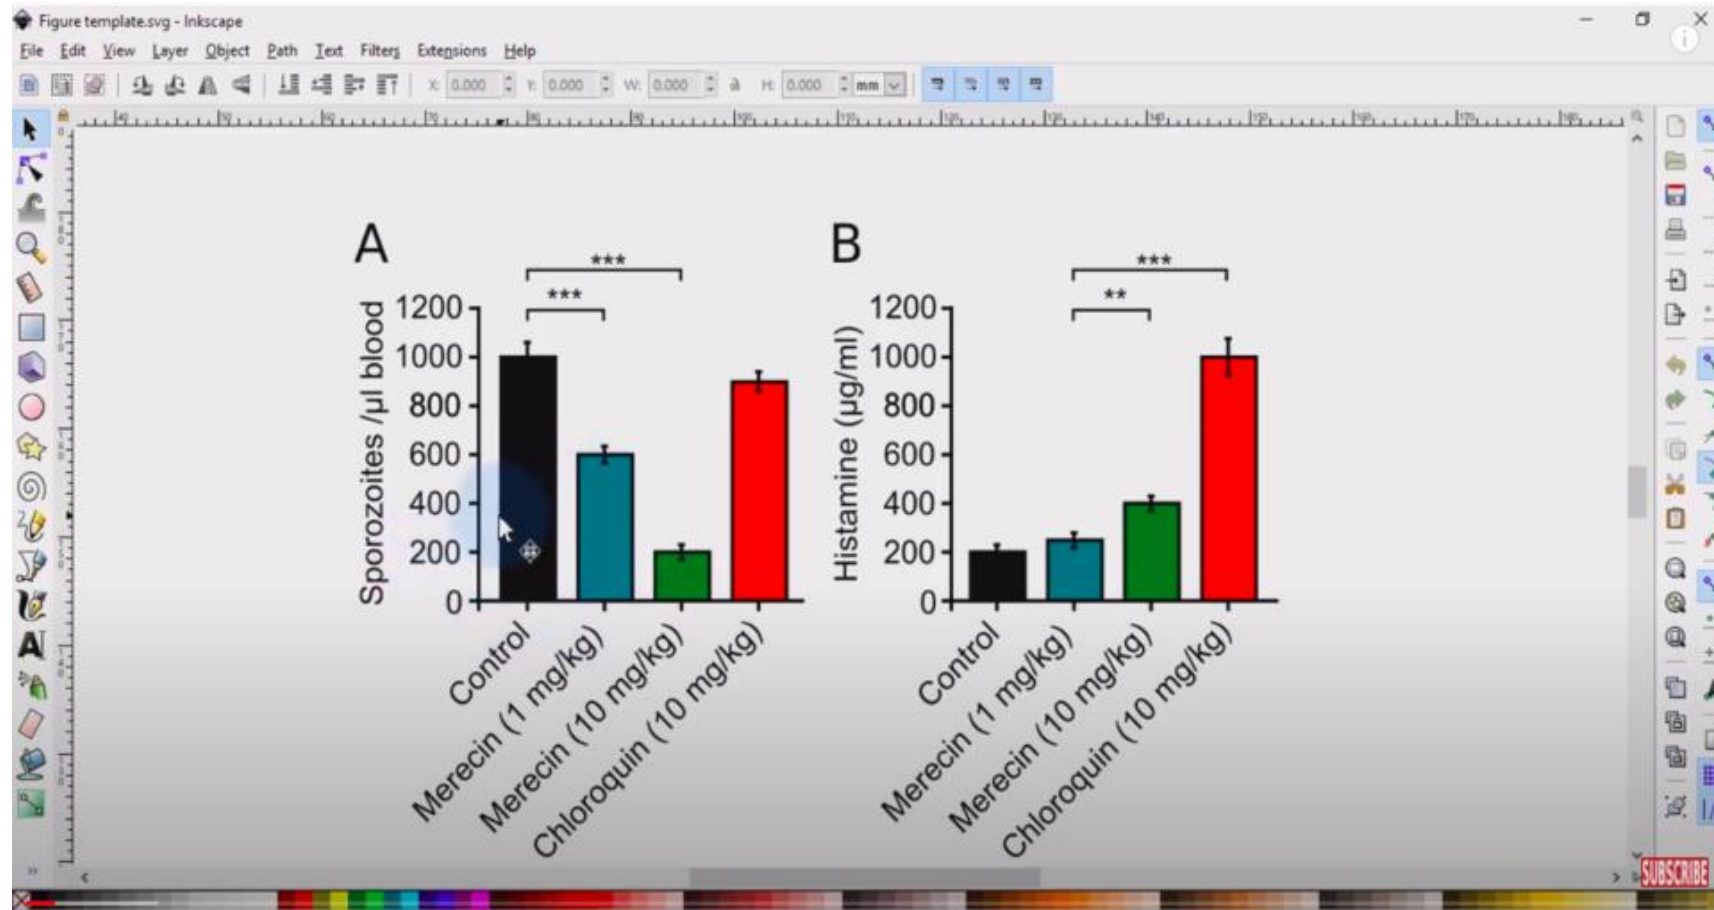 Figure template.svg - Inkscape
File Edit View Layer Object Path Text Filters Extensions Help
X: 0.000 Y: 0.000 W: 0.000 H: 0.000 mm
A
***
***
1200
1000
800
600
400
200
0
Sporozoites /µl blood
Control
Merecin (1 mg/kg)
Merecin (10 mg/kg)
Chloroquin (10 mg/kg)
B
***
**
1200
1000
800
600
400
200
0
Histamine (µg/ml)
Control
Merecin (1 mg/kg)
Merecin (10 mg/kg)
Chloroquin (10 mg/kg)
SUBSCRIBE